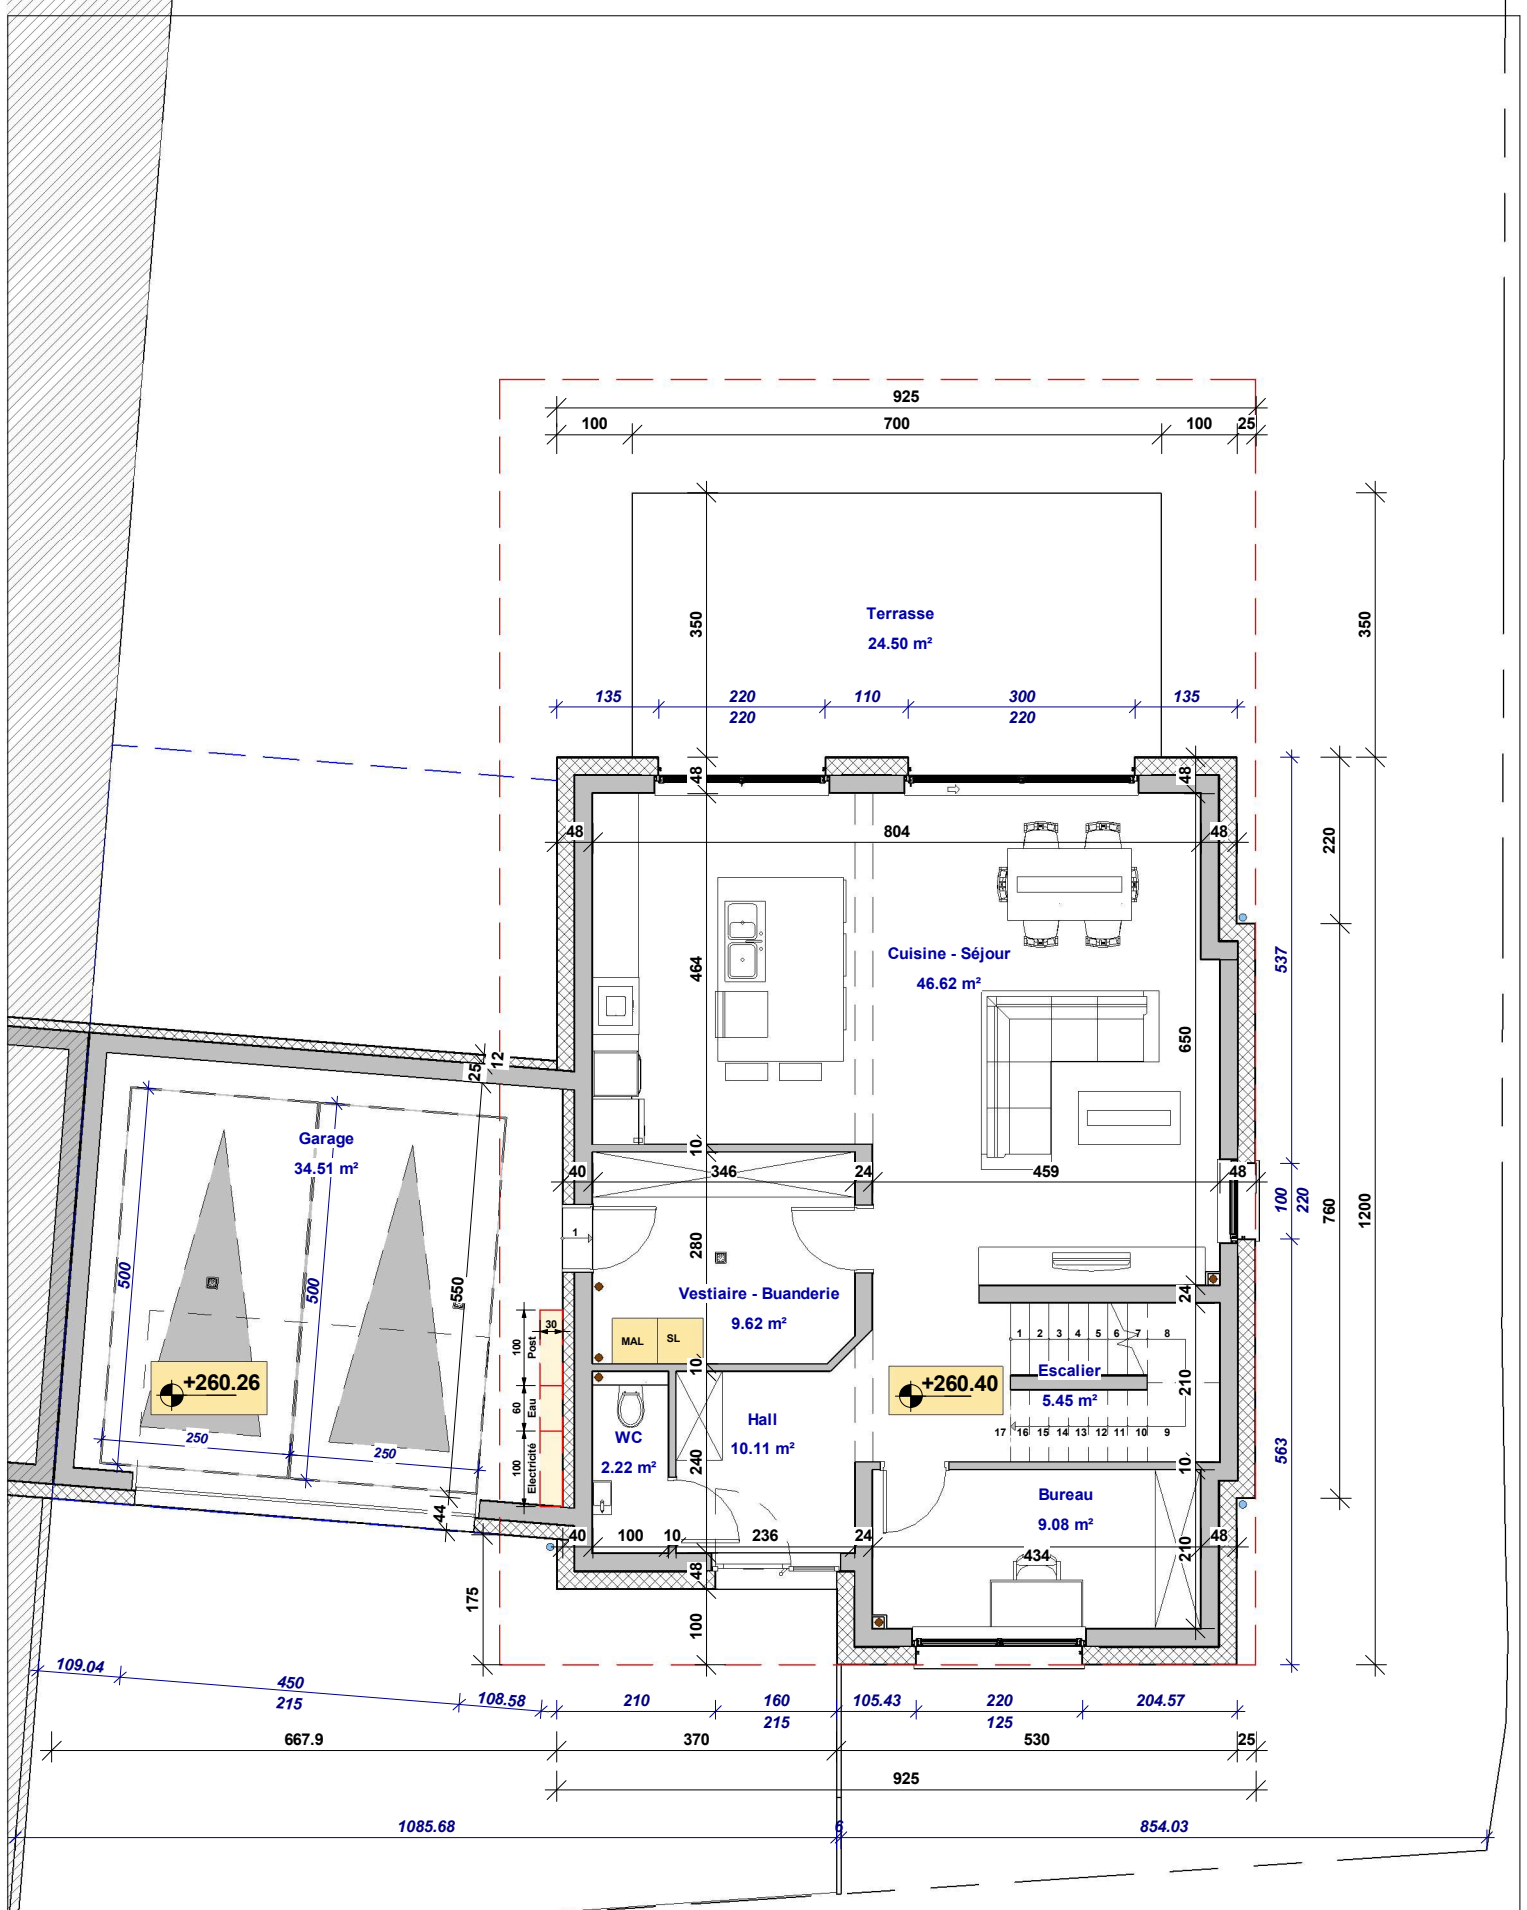 925
100 700 100 25
350 350
Terrasse
24.50 m²
135 220 110 300 135
220 220
48 48
48 804 48
220
Cuisine - Séjour
46.62 m²
464 537
650
25 12
Garage
34.51 m²
10
40 346 24 459 48
100 220
760 1200
1
280
500 500 550
Vestiaire - Buanderie
9.62 m²
24
30
100 Post
MAL SL
1 2 3 4 5 6 7 8
10
Escalier
5.45 m²
210
+260.26
+260.40
60 Eau
Hall
10.11 m²
WC
2.22 m²
17 16 15 14 13 12 11 10 9
250 250
240
10
563
100 Electricité
Bureau
9.08 m²
44
40 100 10 236 24 48
434
210
48
175
100
109.04 450 108.58
215
210 160 105.43 220 204.57
215 125
667.9 370 530 25
925
1085.68 6 854.03